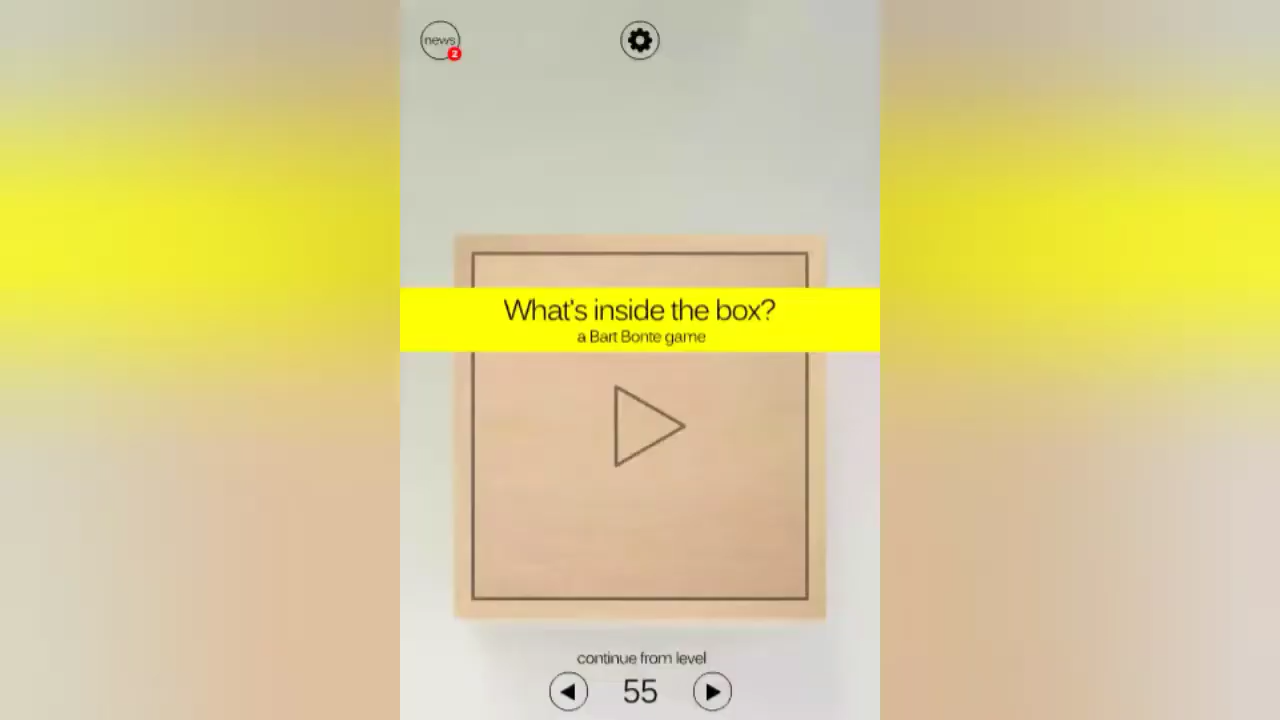 news
2
What's inside the box?
a Bart Bonte game
continue from level
55